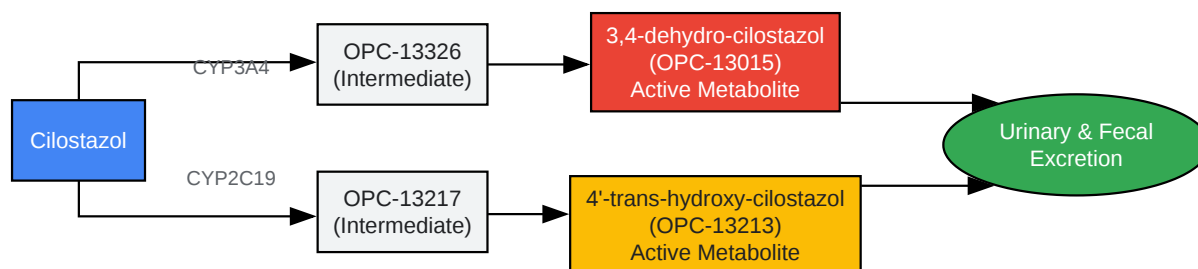 Cilostazol
CYP3A4
OPC-13326
(Intermediate)
3,4-dehydro-cilostazol
(OPC-13015)
Active Metabolite
CYP2C19
OPC-13217
(Intermediate)
4'-trans-hydroxy-cilostazol
(OPC-13213)
Active Metabolite
Urinary & Fecal
Excretion